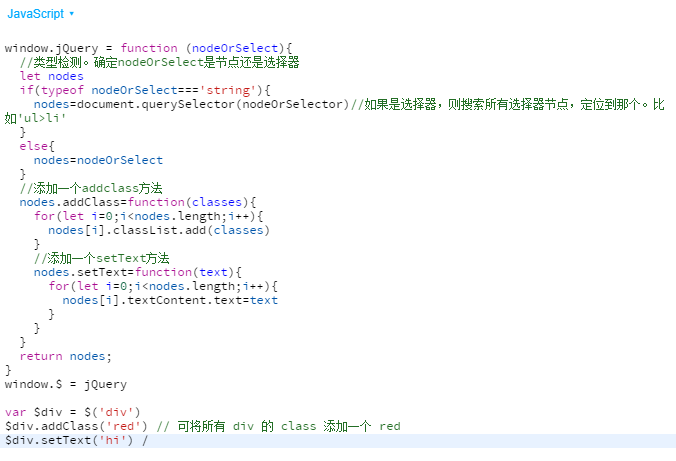 JavaScript ▾
window.jQuery = function (nodeOrSelect){
  //类型检测。确定nodeOrSelect是节点还是选择器
  let nodes
  if(typeof nodeOrSelect==='string'){
    nodes=document.querySelector(nodeOrSelector)//如果是选择器，则搜索所有选择器节点，定位到那个。比
如'ul>li'
  }
  else{
    nodes=nodeOrSelect
  }
  //添加一个addclass方法
  nodes.addClass=function(classes){
    for(let i=0;i<nodes.length;i++){
      nodes[i].classList.add(classes)
    }
    //添加一个setText方法
    nodes.setText=function(text){
      for(let i=0;i<nodes.length;i++){
        nodes[i].textContent.text=text
      }
    }
  }
  return nodes;
}
window.$ = jQuery
var $div = $('div')
$div.addClass('red') // 可将所有 div 的 class 添加一个 red
$div.setText('hi') /